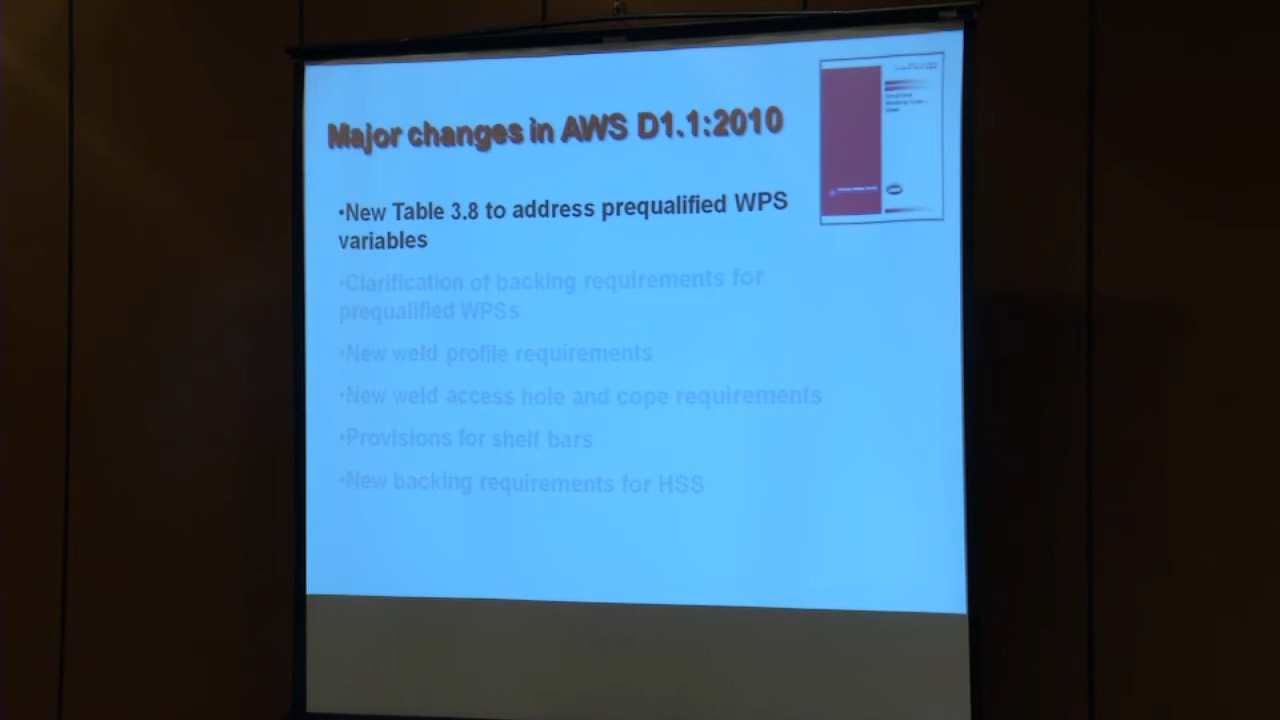 Major changes in AWS D1.1:2010
•New Table 3.8 to address prequalified WPS
variables
•Clarification of backing requirements for
prequalified WPSs
•New weld profile requirements
•New weld access hole and cope requirements
•Provisions for shelf bars
•New backing requirements for HSS